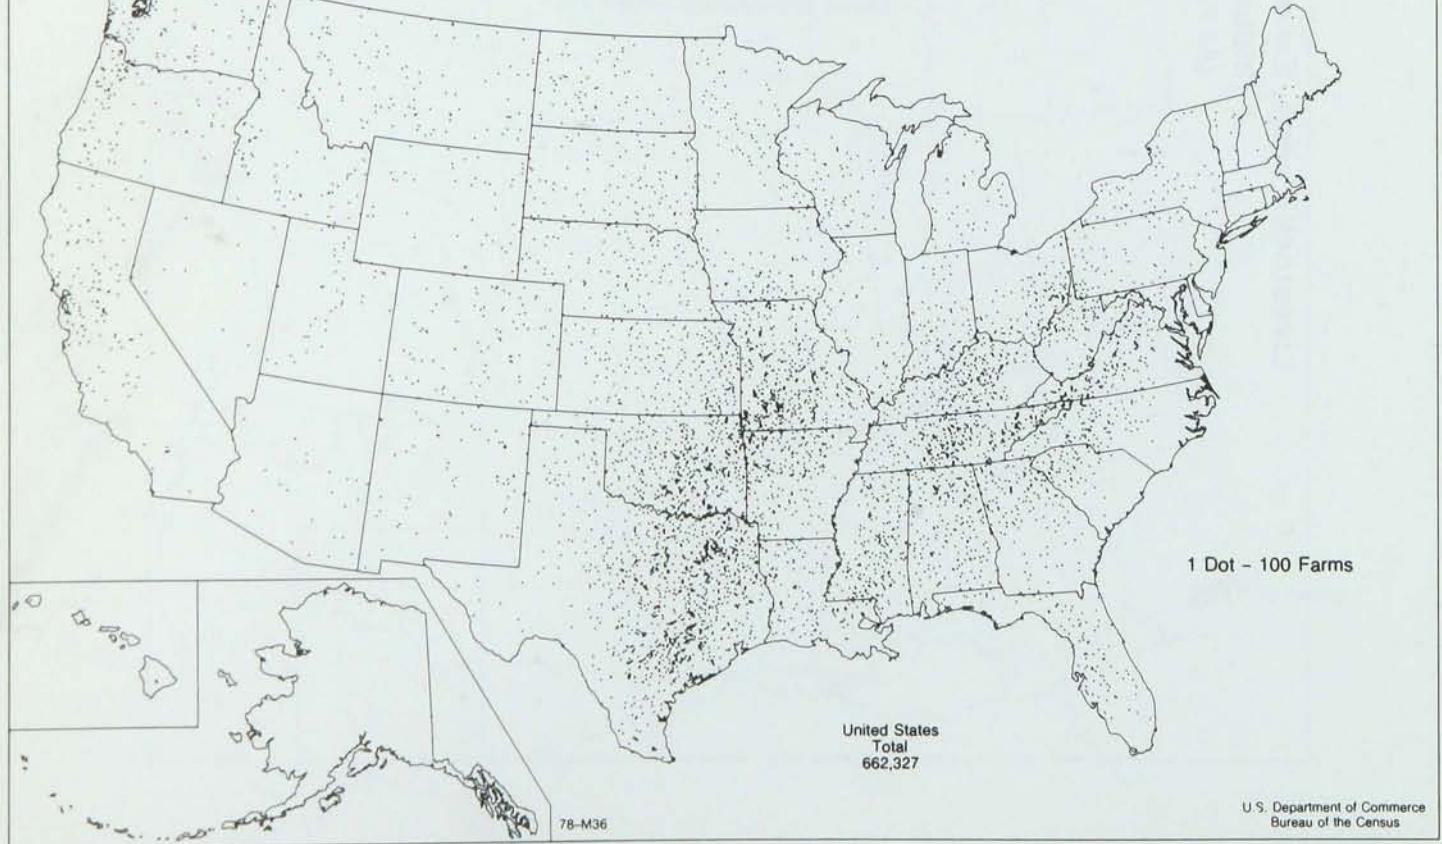 1 Dot – 100 Farms
United States
Total
662,327
78-M36
U.S. Department of Commerce
Bureau of the Census